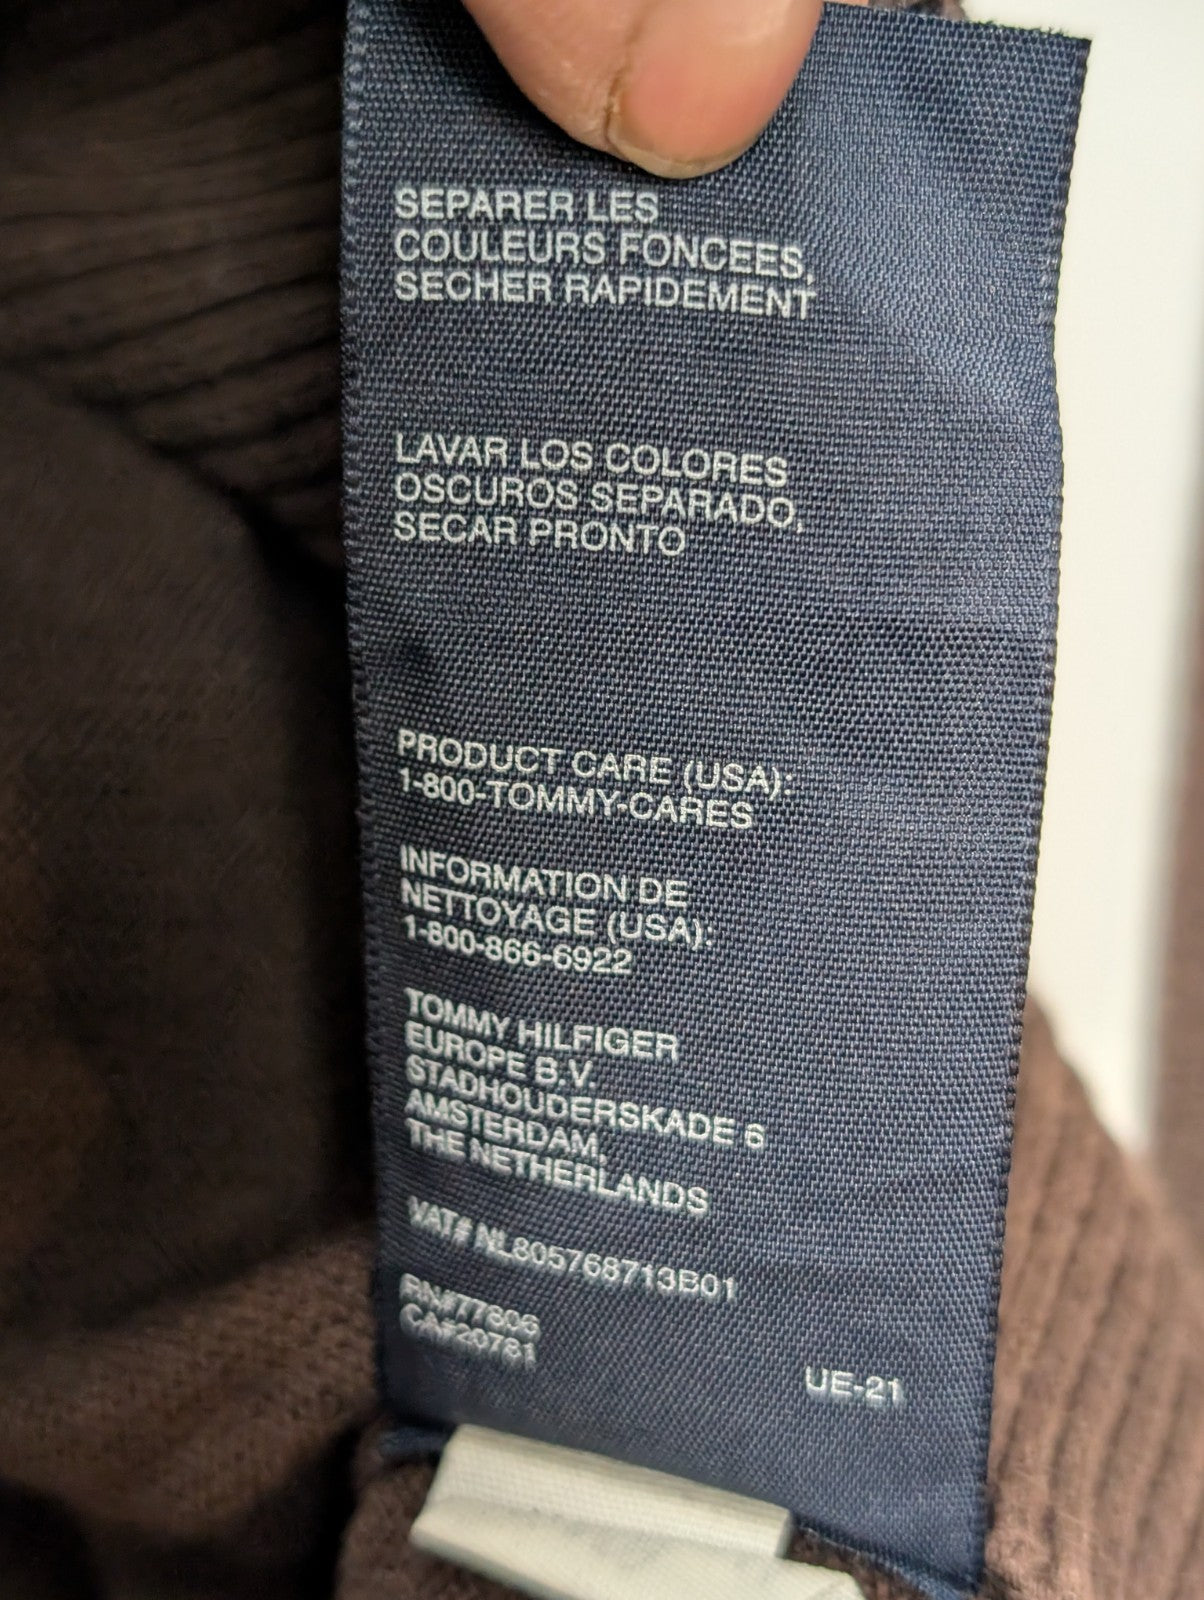 SEPARER LES
COULEURS FONCEES,
SECHER RAPIDEMENT
LAVAR LOS COLORES
OSCUROS SEPARADO,
SECAR PRONTO
PRODUCT CARE (USA):
1-800-TOMMY-CARES
INFORMATION DE
NETTOYAGE (USA):
1-800-866-6922
TOMMY HILFIGER
EUROPE B.V.
STADHOUDERSKADE 6
AMSTERDAM,
THE NETHERLANDS
VAT# NL805768713B01
RN#77806
CA#20781
UE-21